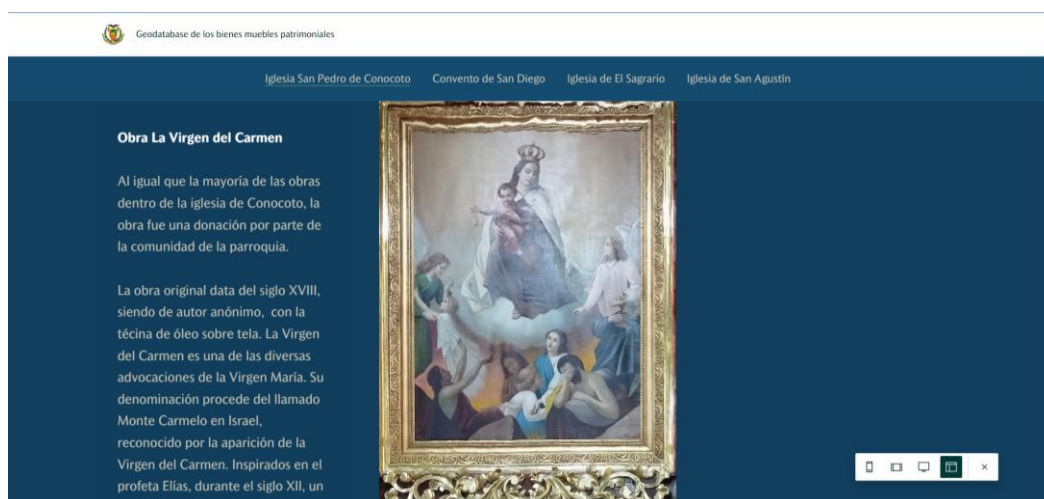 Geodatabase de los bienes muebles patrimoniales
Iglesia San Pedro de Conocoto Convento de San Diego Iglesia de El Sagrario Iglesia de San Agustín
Obra La Virgen del Carmen
Al igual que la mayoría de las obras
dentro de la iglesia de Conocoto, la
obra fue una donación por parte de
la comunidad de la parroquia.
La obra original data del siglo XVIII,
siendo de autor anónimo, con la
técina de óleo sobre tela. La Virgen
del Carmen es una de las diversas
advocaciones de la Virgen María. Su
denominación procede del llamado
Monte Carmelo en Israel,
reconocido por la aparición de la
Virgen del Carmen. Inspirados en el
profeta Elías, durante el siglo XII, un